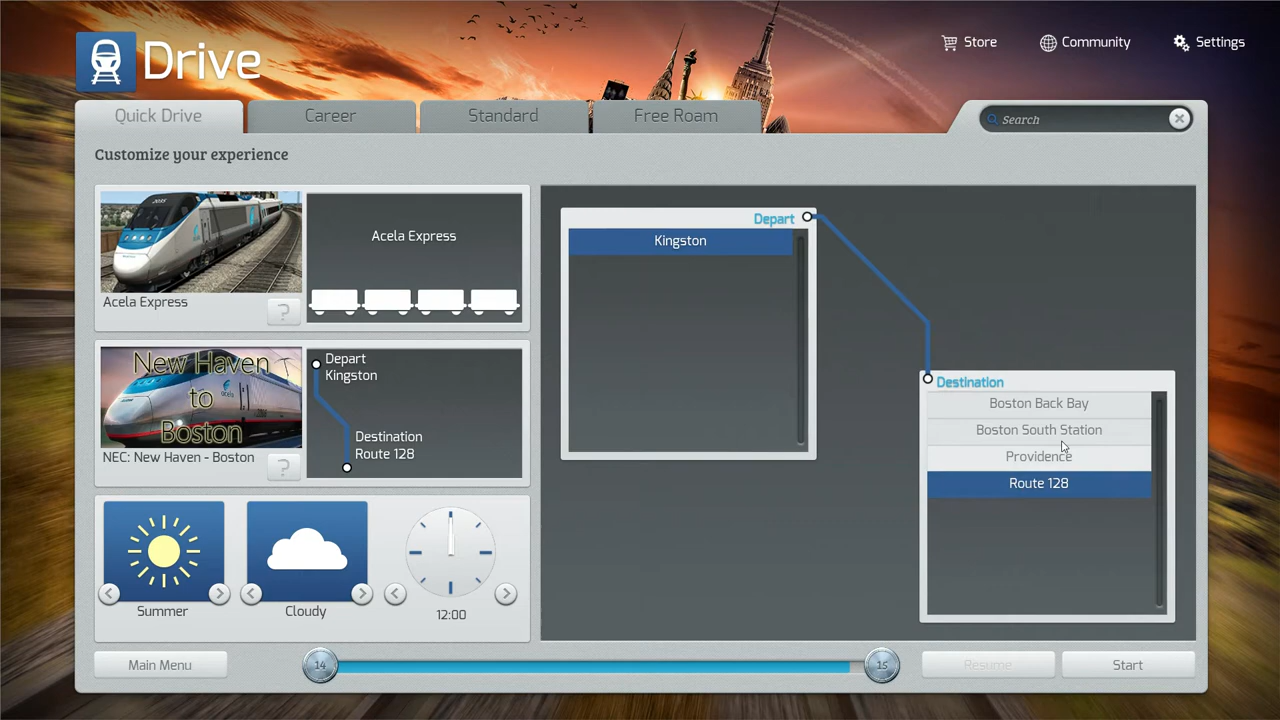 Drive
Store
Community
Settings
Quick Drive
Career
Standard
Free Roam
Search
Customize your experience
2035
Acela Express
Acela Express
?
New Haven
to
Boston
NEC: New Haven - Boston
?
Depart
Kingston
Destination
Route 128
Summer
Cloudy
12:00
Depart
Kingston
Destination
Boston Back Bay
Boston South Station
Providence
Route 128
Main Menu
14
15
Resume
Start